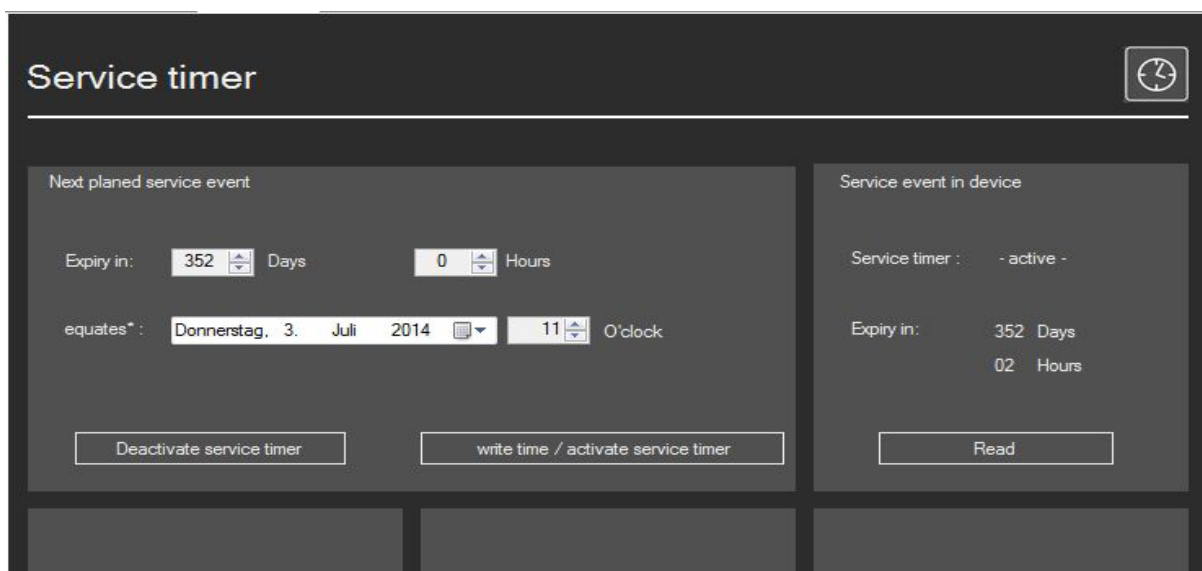 Service timer
Next planed service event
Expiry in: 352 Days 0 Hours
equates* : Donnerstag, 3. Juli 2014 11 O'clock
Deactivate service timer
write time / activate service timer
Service event in device
Service timer : - active -
Expiry in: 352 Days
02 Hours
Read